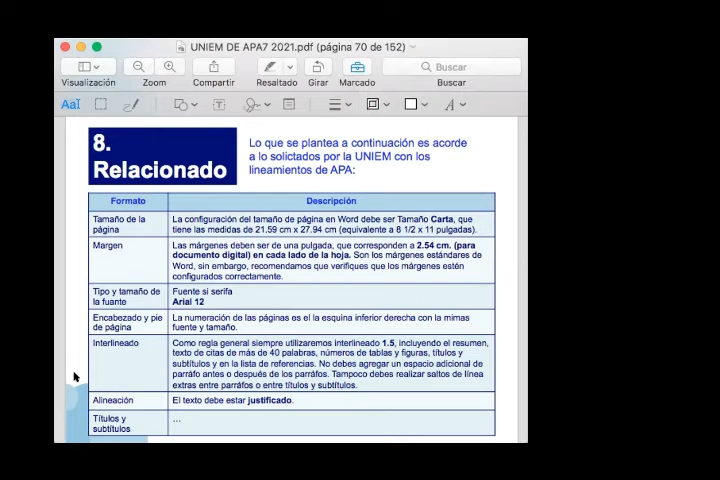 UNIEM DE APA7 2021.pdf (página 70 de 152)
Visualización Zoom Compartir Resaltado Girar Marcado Buscar
Buscar
8.
Relacionado
Lo que se plantea a continuación es acorde
a lo solictados por la UNIEM con los
lineamientos de APA:
Formato Descripción
Tamaño de la
página
La configuración del tamaño de página en Word debe ser Tamaño Carta, que
tiene las medidas de 21.59 cm x 27.94 cm (equivalente a 8 1/2 x 11 pulgadas).
Margen
Las márgenes deben ser de una pulgada, que corresponden a 2.54 cm. (para
documento digital) en cada lado de la hoja. Son los márgenes estándares de
Word, sin embargo, recomendamos que verifiques que los márgenes estén
configurados correctamente.
Tipo y tamaño de
la fuente
Fuente si serifa
Arial 12
Encabezado y pie
de página
La numeración de las páginas es el la esquina inferior derecha con la mimas
fuente y tamaño.
Interlineado
Como regla general siempre utilizaremos interlineado 1.5, incluyendo el resumen,
texto de citas de más de 40 palabras, números de tablas y figuras, títulos y
subtítulos y en la lista de referencias. No debes agregar un espacio adicional de
parráfo antes o después de los parráfos. Tampoco debes realizar saltos de línea
extras entre parráfos o entre títulos y subtítulos.
Alineación
El texto debe estar justificado.
Títulos y
subtítulos
...